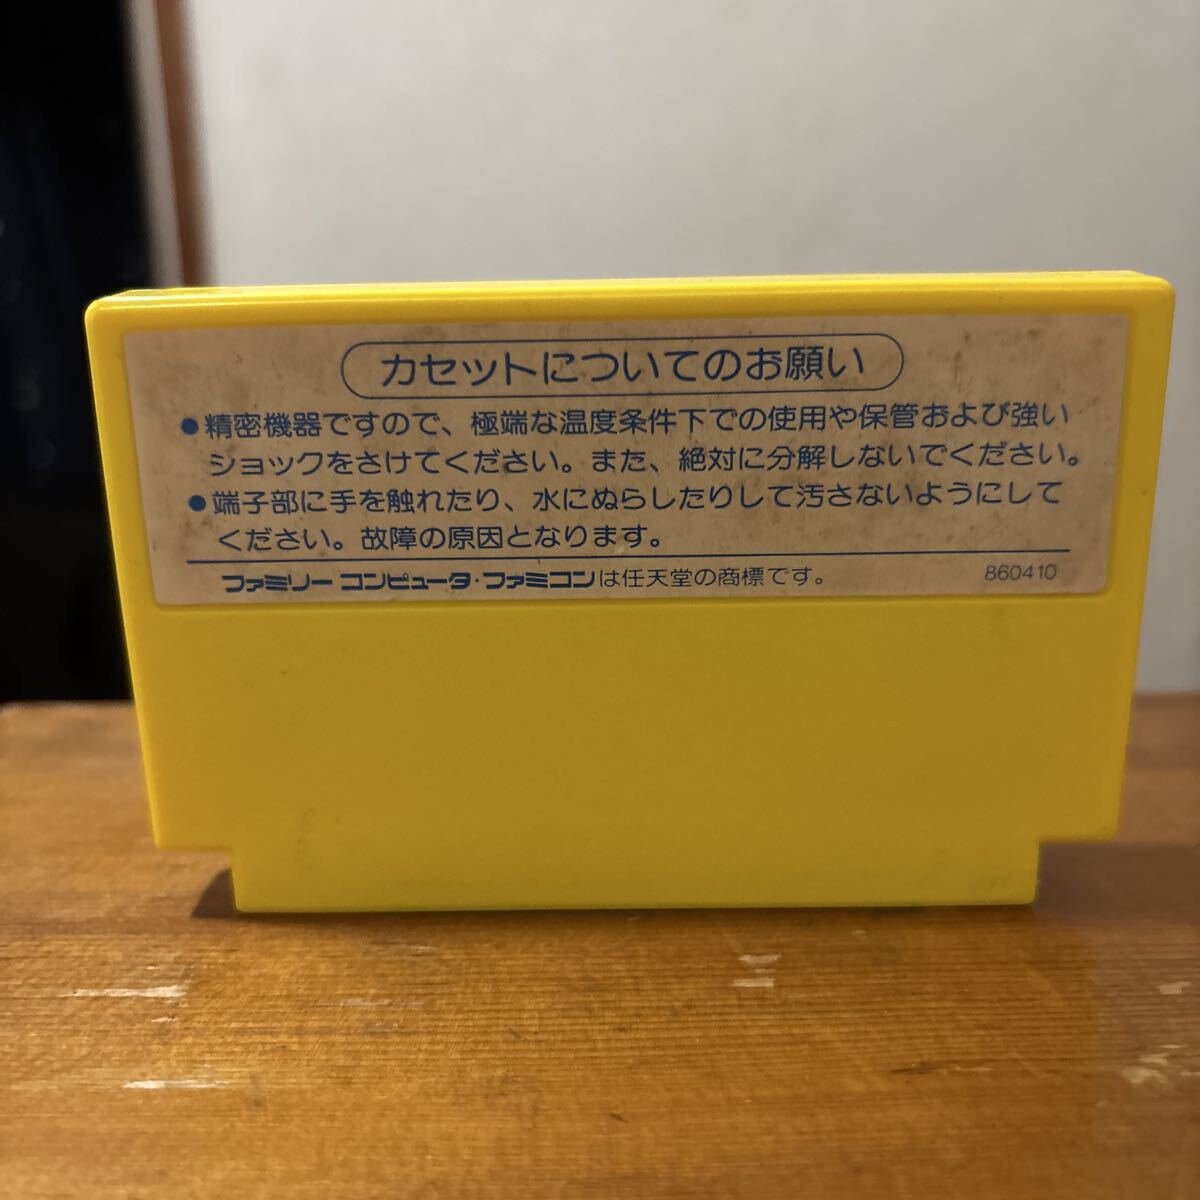 カセットについてのお願い
●精密機器ですので、極端な温度条件下での使用や保管および強い
ショックをさけてください。また、絶対に分解しないでください。
●端子部に手を触れたり、水にぬらしたりして汚さないようにして
ください。故障の原因となります。
ファミリーコンピュータ・ファミコンは任天堂の商標です。 860410